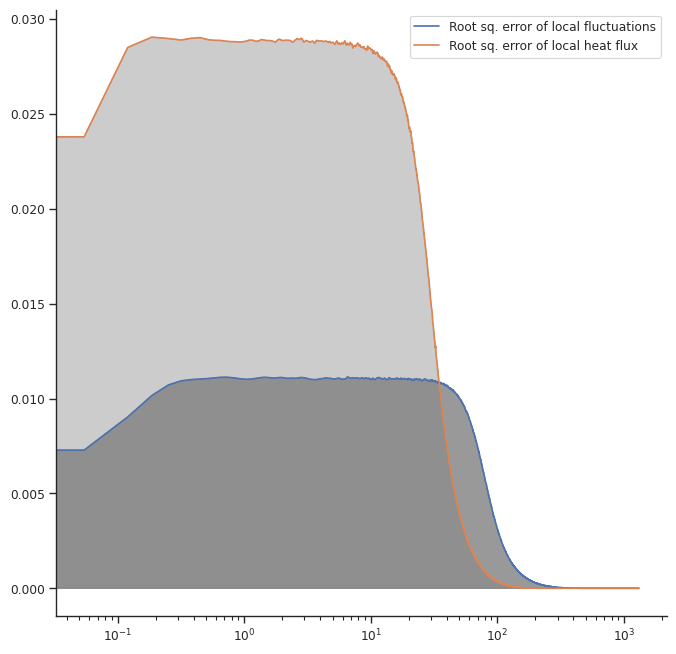 Root sq. error of local fluctuations
Root sq. error of local heat flux
0.030
0.025
0.020
0.015
0.010
0.005
0.000
10⁻¹ 10⁰ 10¹ 10² 10³